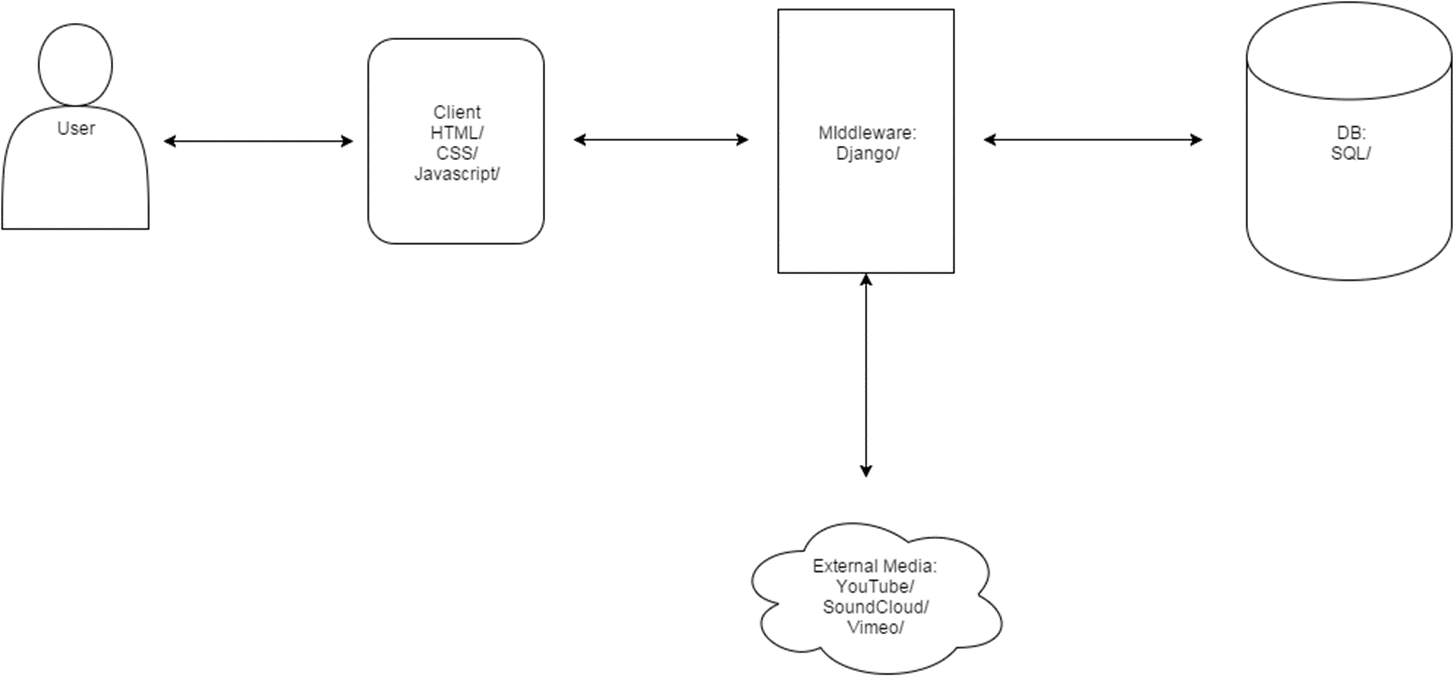 User
Client
HTML/
CSS/
Javascript/
MIddleware:
Django/
DB:
SQL/
External Media:
YouTube/
SoundCloud/
Vimeo/